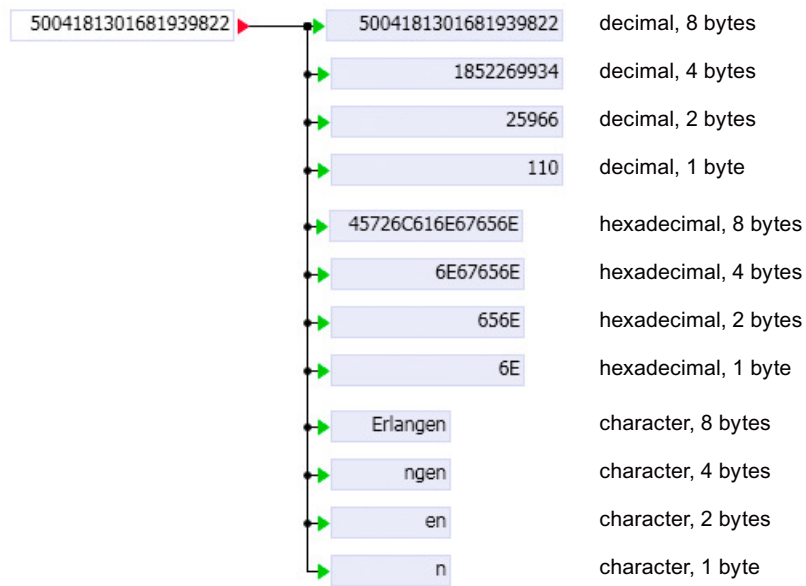 5004181301681939822 5004181301681939822 decimal, 8 bytes
1852269934 decimal, 4 bytes
25966 decimal, 2 bytes
110 decimal, 1 byte
45726C616E67656E hexadecimal, 8 bytes
6E67656E hexadecimal, 4 bytes
656E hexadecimal, 2 bytes
6E hexadecimal, 1 byte
Erlangen character, 8 bytes
ngen character, 4 bytes
en character, 2 bytes
n character, 1 byte